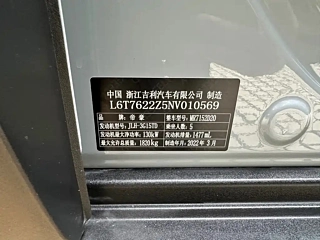 中国 浙江吉利汽车有限公司 制造
L6T7622Z5NV010569
品牌 帝豪 整车型号 MR7152D20
发动机型号 JLH-3G15TD 乘坐人数 5
发动机最大净功率 130kW 发动机排量 1477mL
最大允许总质量 1820kg 制造年月 2022年3月